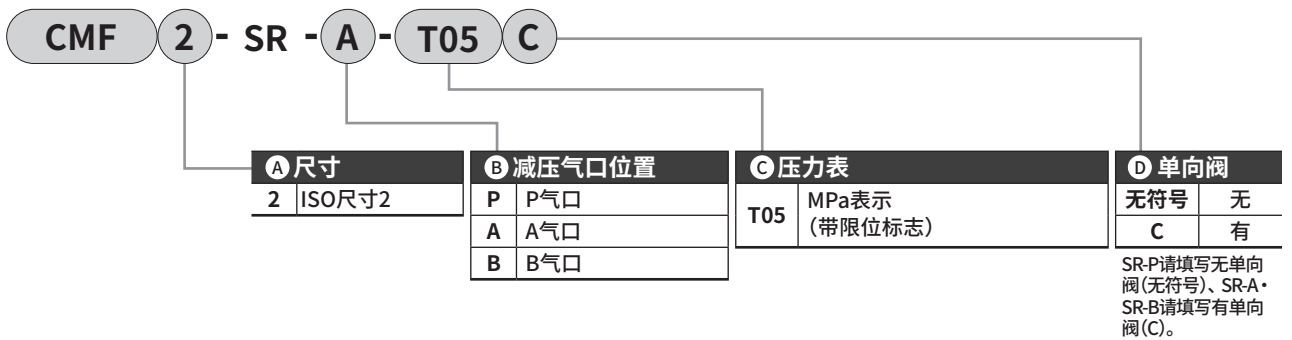 CMF 2 - SR - A - T05 C
A 尺寸
2 ISO尺寸2
B 减压气口位置
P P气口
A A气口
B B气口
C 压力表
T05 MPa表示
（带限位标志）
D 单向阀
无符号 无
C 有
SR-P请填写无单向
阀（无符号）、SR-A・
SR-B请填写有单向
阀（C）。